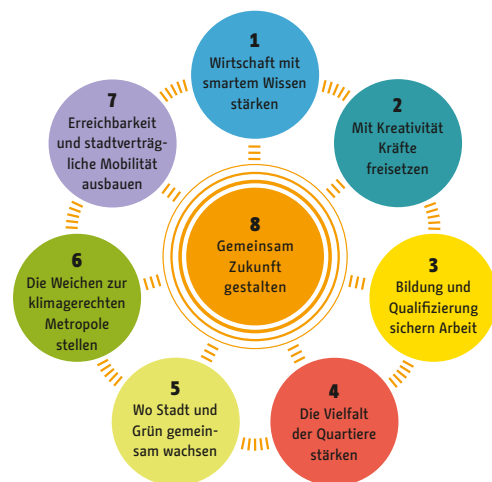 1
Wirtschaft mit
smartem Wissen
stärken
2
Mit Kreativität
Kräfte
freisetzen
3
Bildung und
Qualifizierung
sichern Arbeit
4
Die Vielfalt
der Quartiere
stärken
5
Wo Stadt und
Grün gemein-
sam wachsen
6
Die Weichen zur
klimagerechten
Metropole
stellen
7
Erreichbarkeit
und stadtverträg-
liche Mobilität
ausbauen
8
Gemeinsam
Zukunft
gestalten